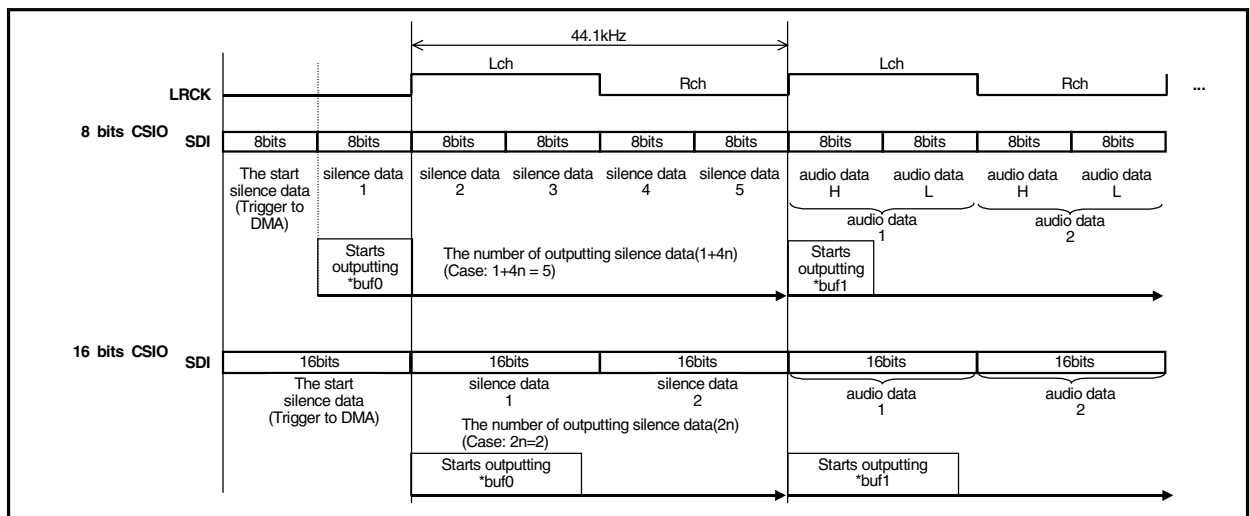 44.1kHz
Lch
Lch
Rch
Rch
...
LRCK
8 bits CSIO
SDI
8bits
8bits
8bits
8bits
8bits
8bits
8bits
8bits
8bits
8bits
The start
silence data
(Trigger to
DMA)
silence data
1
silence data
2
silence data
3
silence data
4
silence data
5
audio data
H
audio data
L
audio data
H
audio data
L
audio data
1
audio data
2
Starts
outputting
*buf0
The number of outputting silence data(1+4n)
(Case: 1+4n = 5)
Starts
outputting
*buf1
16 bits CSIO
SDI
16bits
16bits
16bits
16bits
16bits
The start
silence data
(Trigger to DMA)
silence data
1
silence data
2
audio data
1
audio data
2
The number of outputting silence data(2n)
(Case: 2n=2)
Starts outputting
*buf0
Starts outputting
*buf1